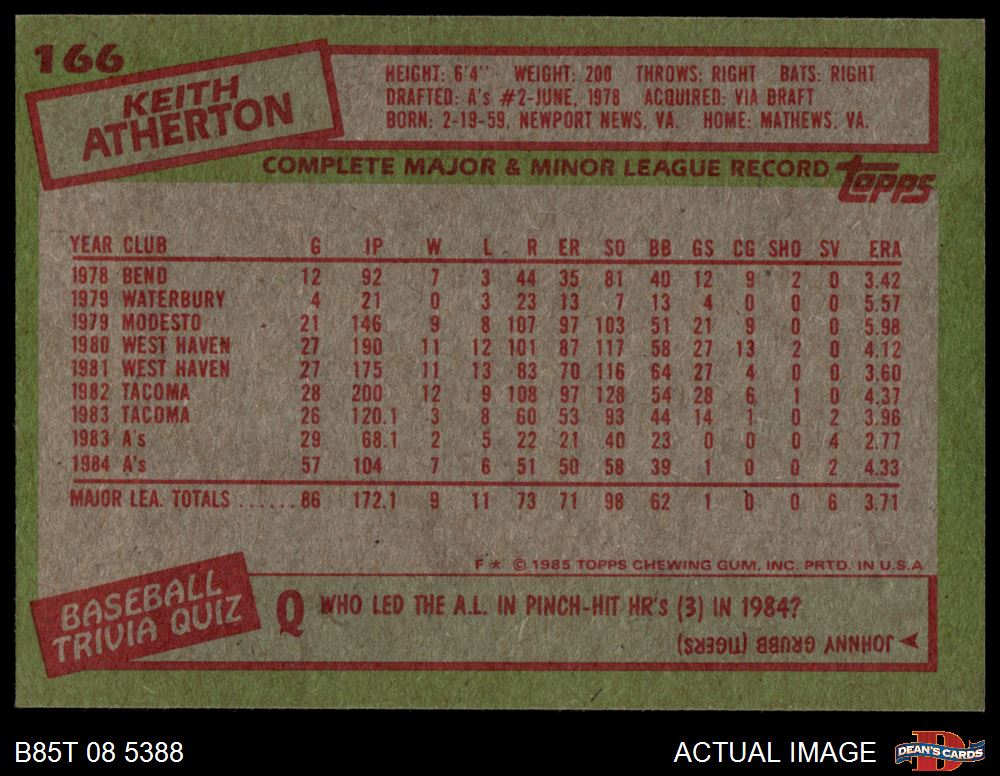 166
KEITH
ATHERTON
HEIGHT: 6'4" WEIGHT: 200 THROWS: RIGHT BATS: RIGHT
DRAFTED: A's #2-JUNE, 1978 ACQUIRED: VIA DRAFT
BORN: 2-19-59, NEWPORT NEWS, VA. HOME: MATHEWS, VA.
COMPLETE MAJOR & MINOR LEAGUE RECORD topps
YEAR CLUB G IP W L R ER SO BB GS CG SHO SV ERA
1978 BEND 12 92 7 3 44 35 81 40 12 9 2 0 3.42
1979 WATERBURY 4 21 0 3 23 13 7 13 4 0 0 0 5.57
1979 MODESTO 21 146 9 8 107 97 103 51 21 9 0 0 5.98
1980 WEST HAVEN 27 190 11 12 101 87 117 58 27 13 2 0 4.12
1981 WEST HAVEN 27 175 11 13 83 70 116 64 27 4 0 0 3.60
1982 TACOMA 28 200 12 9 108 97 128 54 28 6 1 0 4.37
1983 TACOMA 26 120.1 3 8 60 53 93 44 14 1 0 2 3.96
1983 A's 29 68.1 2 5 22 21 40 23 0 0 0 4 2.77
1984 A's 57 104 7 6 51 50 58 39 1 0 0 2 4.33
MAJOR LEA. TOTALS ...... 86 172.1 9 11 73 71 98 62 1 0 0 6 3.71
F * © 1985 TOPPS CHEWING GUM, INC. PRTD. IN U.S.A
BASEBALL
TRIVIA QUIZ
Q WHO LED THE A.L. IN PINCH-HIT HR's (3) IN 1984?
JOHNNY GRUBB (TIGERS)
B85T 08 5388
ACTUAL IMAGE
D
DEAN'S CARDS